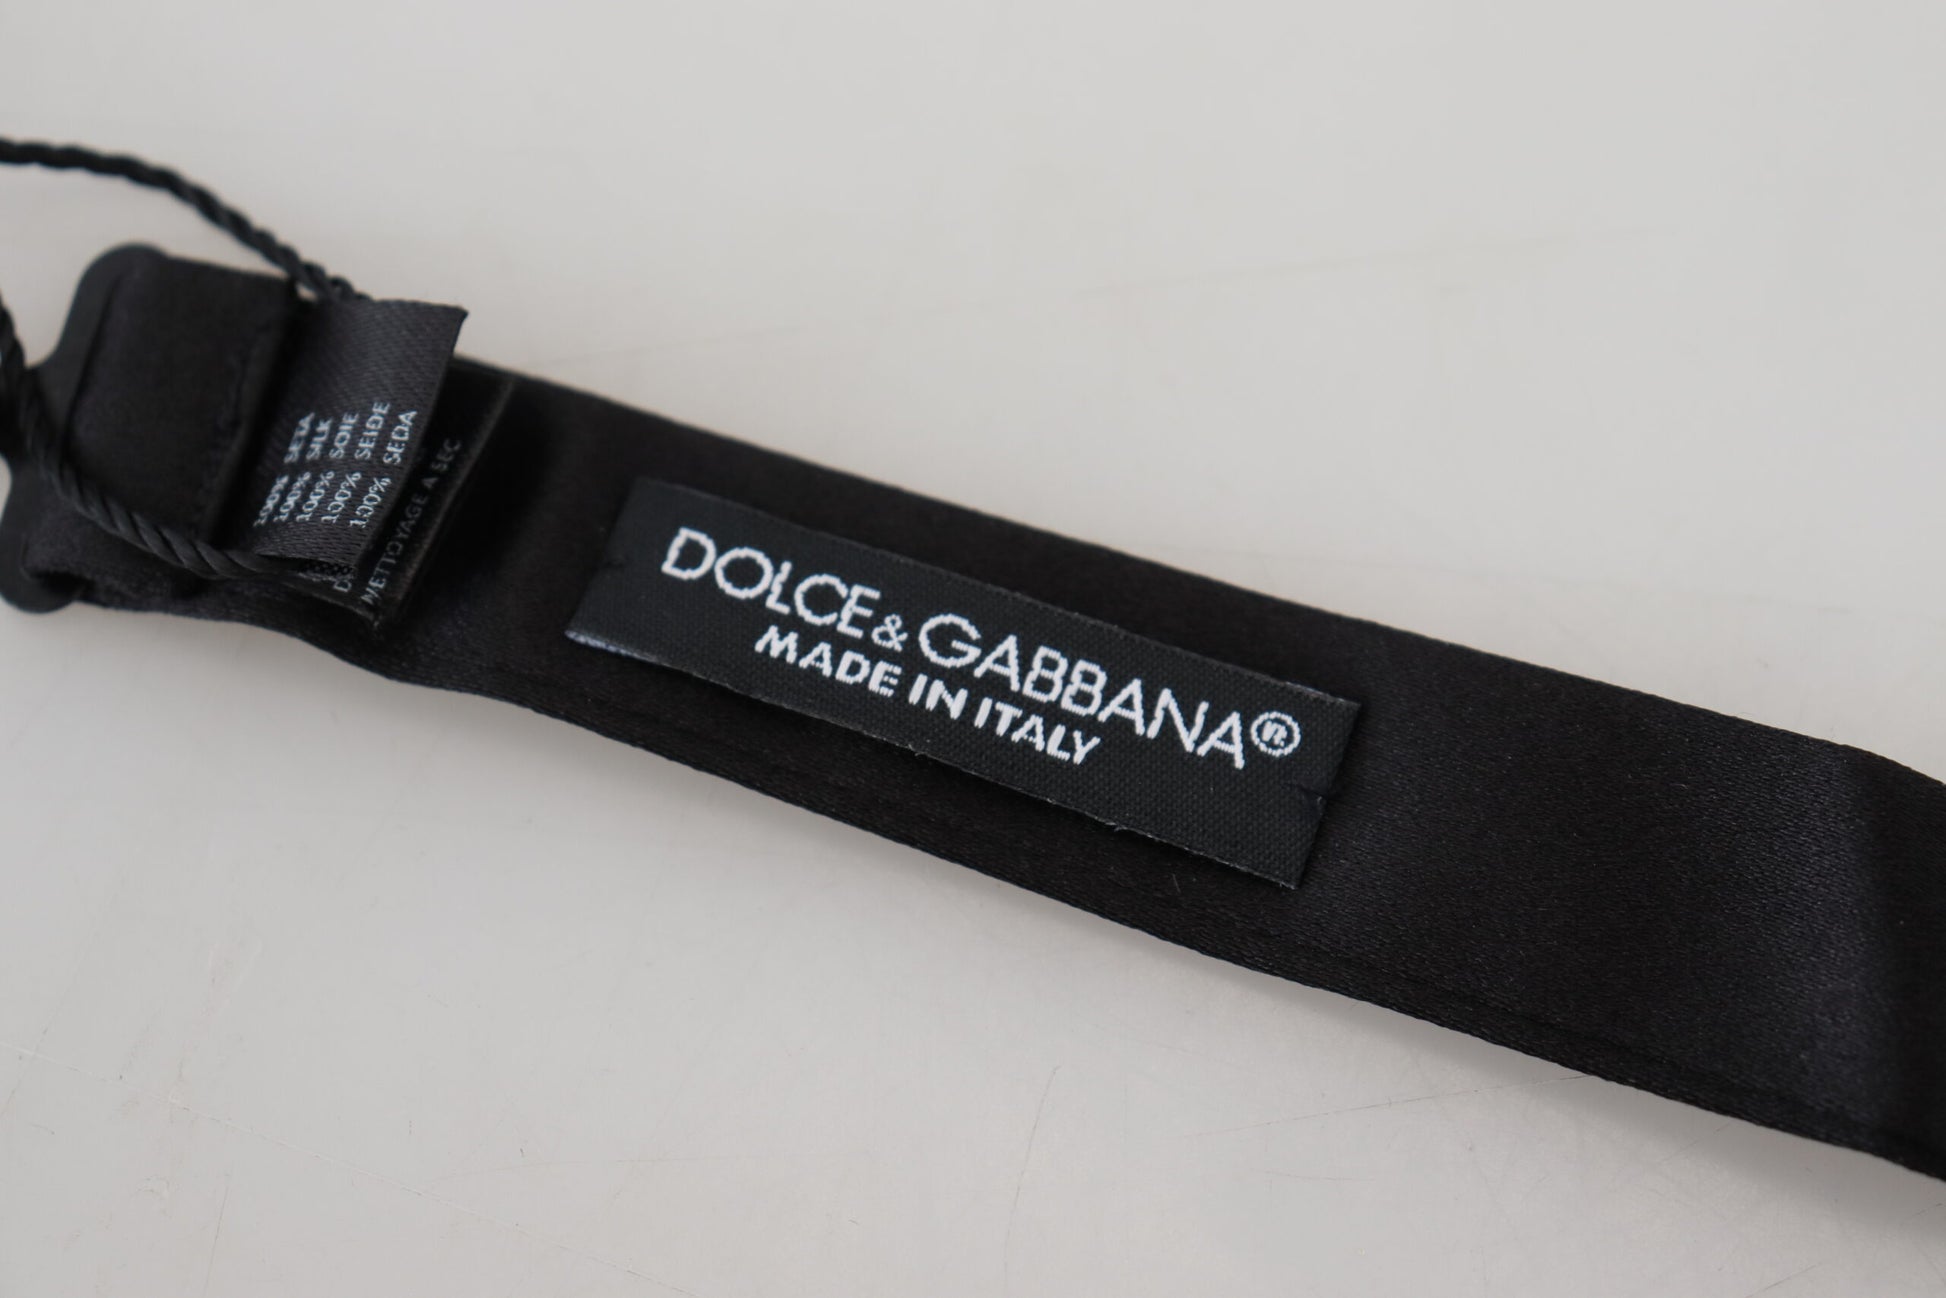 100% SETA
100% SILK
100% SOIE
100% SEIDE
100% SEDA
NETTOYAGE A SEC
DOLCE & GABBANA®
MADE IN ITALY